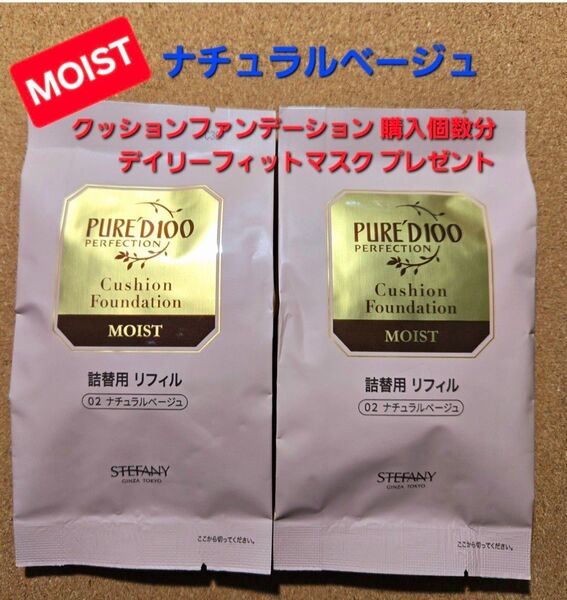 MOIST ナチュラルベージュ
クッションファンデーション 購入個数分
デイリーフィットマスク プレゼント
PURE'D100
PERFECTION
Cushion
Foundation
MOIST
詰替用 リフィル
02 ナチュラルベージュ
STEFANY
GINZA TOKYO
ここから切ってください。
PURE'D100
PERFECTION
Cushion
Foundation
MOIST
詰替用 リフィル
02 ナチュラルベージュ
STEFANY
GINZA TOKYO
ここから切ってください。